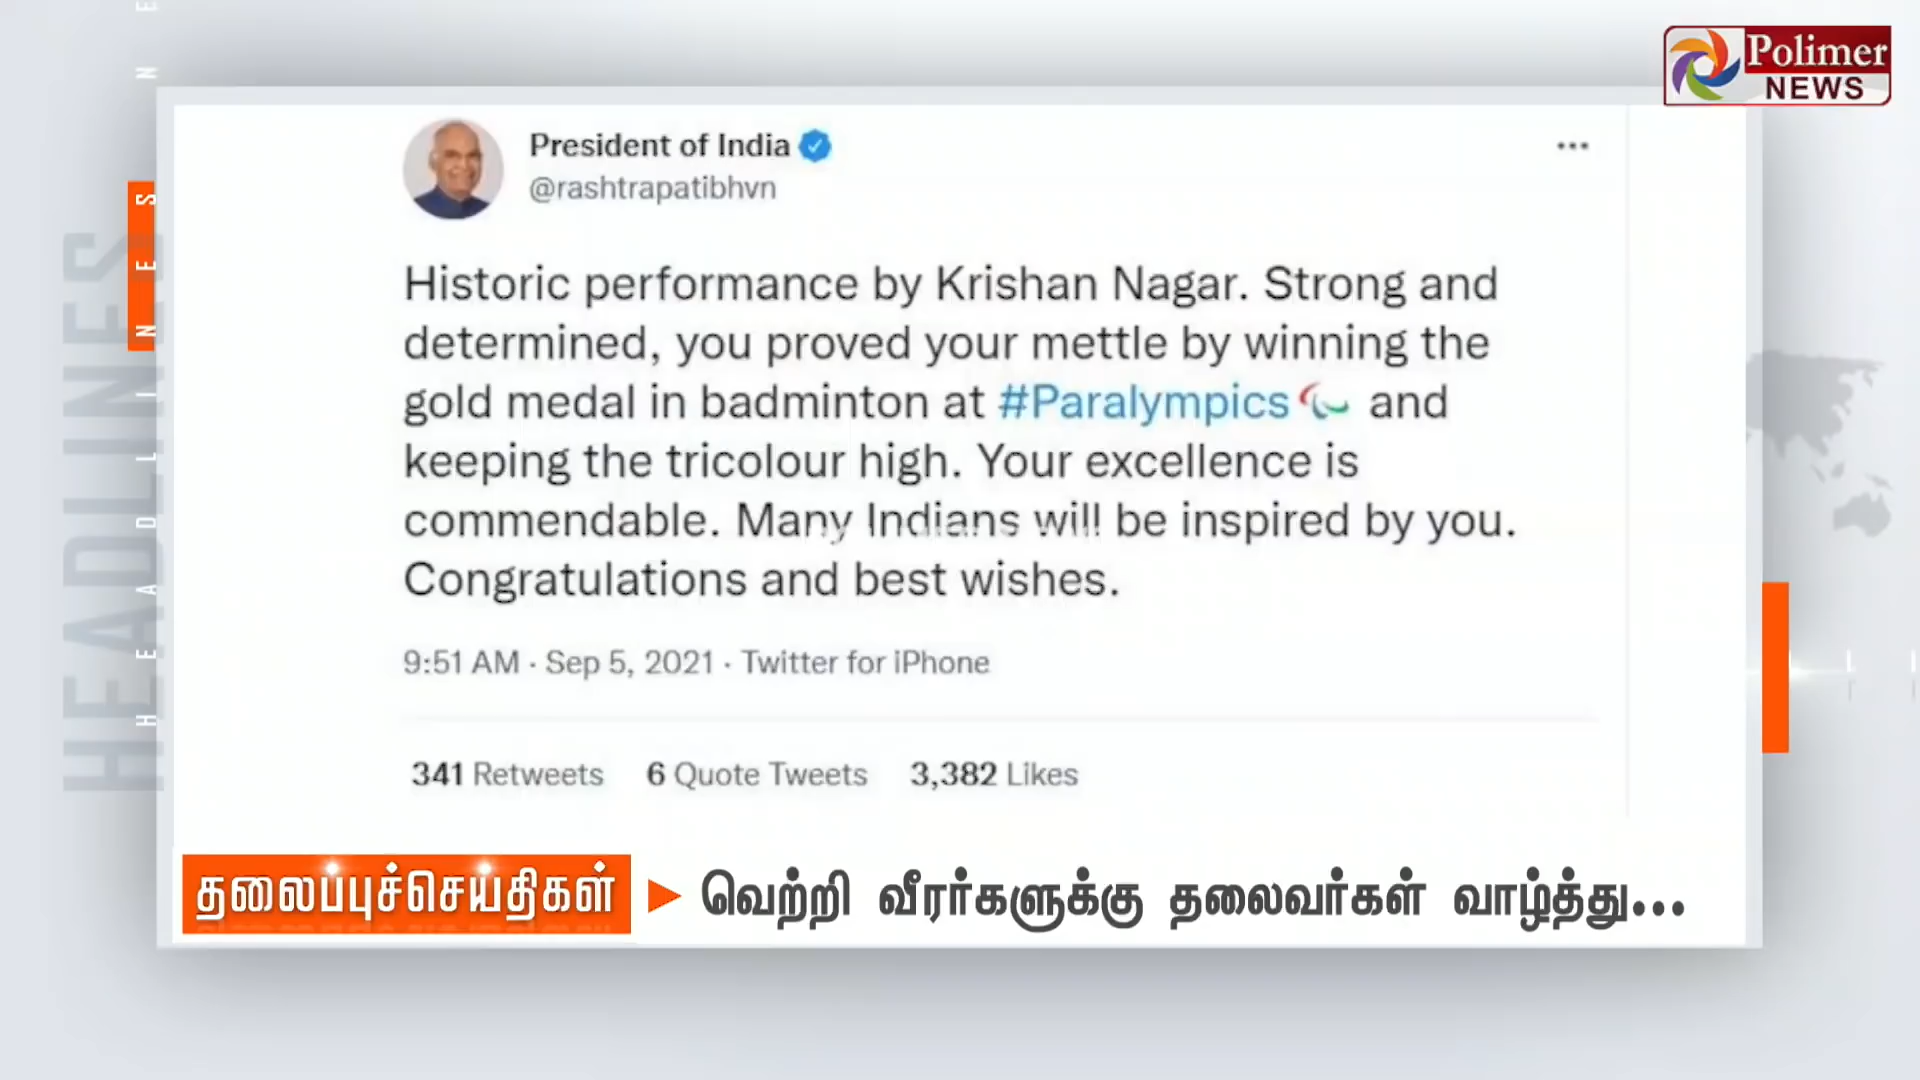 Polimer
NEWS
HEADLINES
HEADLINES
President of India
@rashtrapatibhvn
Historic performance by Krishan Nagar. Strong and
determined, you proved your mettle by winning the
gold medal in badminton at #Paralympics and
keeping the tricolour high. Your excellence is
commendable. Many Indians will be inspired by you.
Congratulations and best wishes.
9:51 AM · Sep 5, 2021 · Twitter for iPhone
341 Retweets 6 Quote Tweets 3,382 Likes
தலைப்புச்செய்திகள்
வெற்றி வீரர்களுக்கு தலைவர்கள் வாழ்த்து...